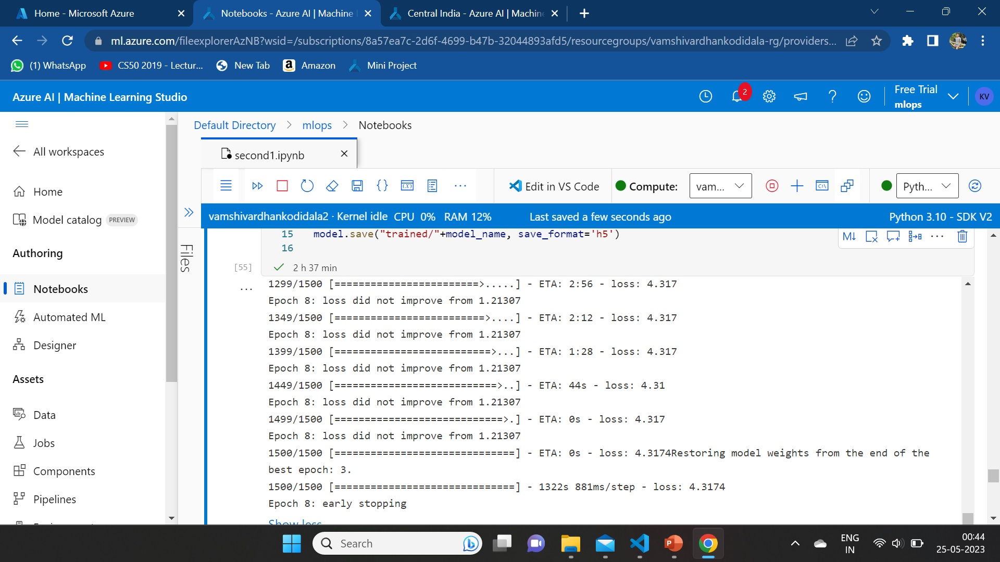 Home - Microsoft Azure
Notebooks - Azure AI | Machine
Central India - Azure AI | Machine
ml.azure.com/fileexplorerAzNB?wsid=/subscriptions/8a57ea7c-2d6f-4699-b47b-32044893afd5/resourcegroups/vamshivardhankodidala-rg/providers...
(1) WhatsApp
CS50 2019 - Lectur...
New Tab
Amazon
Mini Project
Azure AI | Machine Learning Studio
2
Free Trial
mlops
KV
Default Directory > mlops > Notebooks
All workspaces
second1.ipynb
Home
Edit in VS Code
Compute:
vam...
Pyth...
Model catalog PREVIEW
vamshivardhankodidala2 · Kernel idle CPU 0% RAM 12%
Last saved a few seconds ago
Python 3.10 - SDK V2
Authoring
Notebooks
Automated ML
Designer
Assets
Data
Jobs
Components
Pipelines
Files
15 model.save("trained/"+model_name, save_format='h5')
16
M↓
[55] 2 h 37 min
1299/1500 [========================>.....] - ETA: 2:56 - loss: 4.317
Epoch 8: loss did not improve from 1.21307
1349/1500 [=========================>....] - ETA: 2:12 - loss: 4.317
Epoch 8: loss did not improve from 1.21307
1399/1500 [==========================>...] - ETA: 1:28 - loss: 4.317
Epoch 8: loss did not improve from 1.21307
1449/1500 [===========================>..] - ETA: 44s - loss: 4.31
Epoch 8: loss did not improve from 1.21307
1499/1500 [============================>.] - ETA: 0s - loss: 4.317
Epoch 8: loss did not improve from 1.21307
1500/1500 [==============================] - ETA: 0s - loss: 4.3174Restoring model weights from the end of the
best epoch: 3.
1500/1500 [==============================] - 1322s 881ms/step - loss: 4.3174
Epoch 8: early stopping
Show less
Search
ENG
IN
00:44
25-05-2023